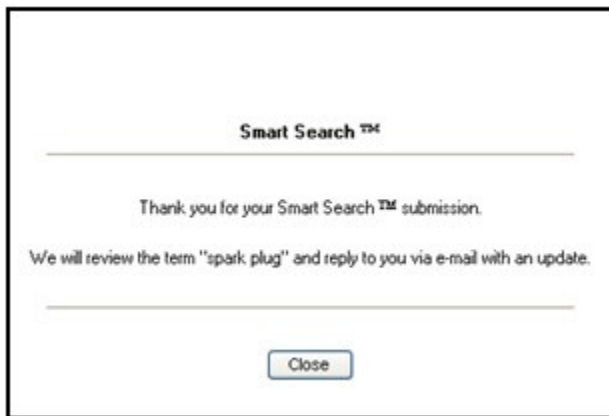 Smart Search ™
Thank you for your Smart Search ™ submission.
We will review the term "spark plug" and reply to you via e-mail with an update.
Close